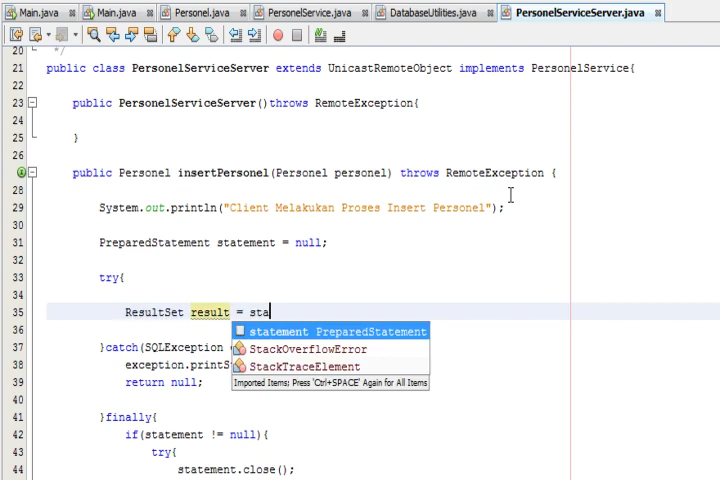 Main.java Main.java Personel.java PersonelService.java DatabaseUtilities.java PersonelServiceServer.java
20 */
21 public class PersonelServiceServer extends UnicastRemoteObject implements PersonelService{
22
23 public PersonelServiceServer()throws RemoteException{
24
25 }
26
public Personel insertPersonel(Personel personel) throws RemoteException {
28
29 System.out.println("Client Melakukan Proses Insert Personel");
30
31 PreparedStatement statement = null;
32
33 try{
34
35 ResultSet result = sta
statement PreparedStatement
36
StackOverflowError
37 }catch(SQLException
StackTraceElement
38 exception.printS
39 return null;
Imported Items; Press 'Ctrl+SPACE' Again for All Items
40
41 }finally{
42 if(statement != null){
43 try{
44 statement.close();